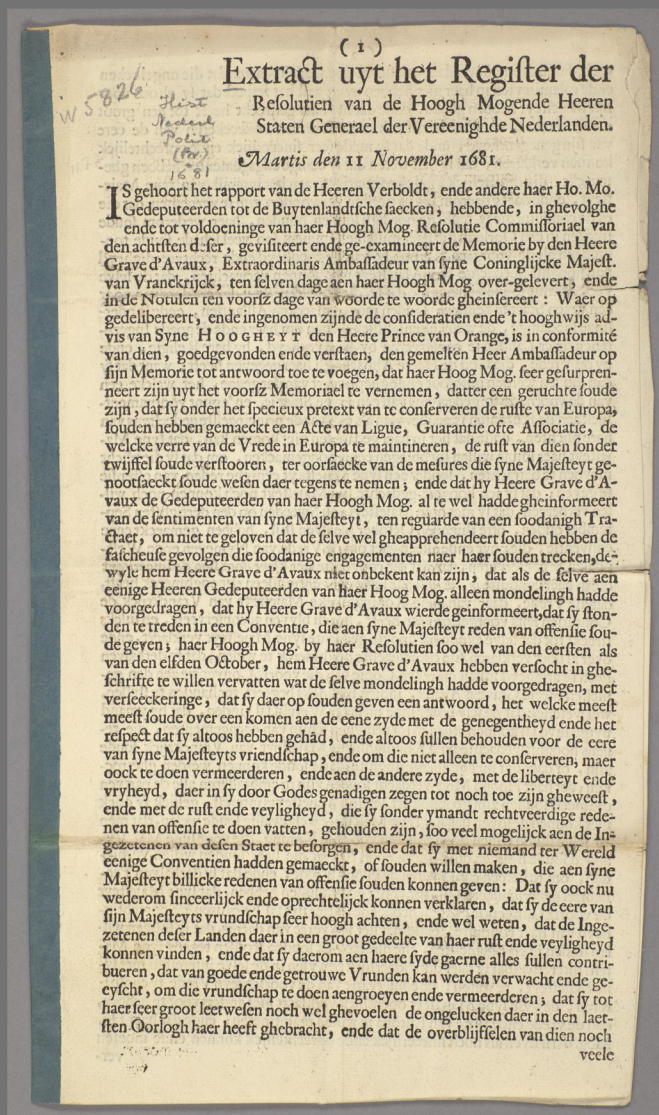 ( 1 )
Extract uyt het Regiſter der
Reſolutien van de Hoogh Mogende Heeren
Staten Generael der Vereenighde Nederlanden.
Martis den 11 November 1681.
W 5826
Hist
Nederl
Polit
(Fr.)
1681
IS gehoort het rapport van de Heeren Verboldt, ende andere haer Ho. Mo.
Gedeputeerden tot de Buytenlandtſche ſaecken, hebbende, in ghevolghe
ende tot voldoeninge van haer Hoogh Mog. Reſolutie Commiſſoriael van
den achtſten deſer, geviſiteert ende ge-examineert de Memorie by den Heere
Grave d'Avaux, Extraordinaris Ambaſſadeur van ſyne Coninglijcke Majeſt.
van Vranckrijck, ten ſelven dage aen haer Hoogh Mog over-gelevert, ende
in de Notulen ten voorſz dage van woorde te woorde gheinſereert: Waer op
gedelibereert, ende ingenomen zijnde de conſideratien ende 't hooghwijs ad-
vis van Syne HOOGHEYT den Heere Prince van Orange, is in conformité
van dien, goedgevonden ende verſtaen, den gemelten Heer Ambaſſadeur op
ſijn Memorie tot antwoord toe te voegen, dat haer Hoog Mog. ſeer geſurpren-
neert zijn uyt het voorſz Memoriael te vernemen, datter een geruchte ſoude
zijn, dat ſy onder het ſpecieux pretext van te conſerveren de ruſte van Europa,
ſouden hebben gemaeckt een Acte van Ligue, Guarantie ofte Aſſociatie, de
welcke verre van de Vrede in Europa te maintineren, de ruſt van dien ſonder
twijffel ſoude verſtooren, ter oorſaecke van de meſures die ſyne Majeſteyt ge-
nootſaeckt ſoude weſen daer tegens te nemen; ende dat hy Heere Grave d'A-
vaux de Gedeputeerden van haer Hoogh Mog. al te wel hadde gheinformeert
van de ſentimenten van ſyne Majeſteyt, ten reguarde van een ſoodanigh Tra-
ctaet, om niet te geloven dat de ſelve wel gheapprehendeert ſouden hebben de
faſcheuſe gevolgen die ſoodanige engagementen naer haer ſouden trecken, de-
wyle hem Heere Grave d'Avaux niet onbekent kan zijn, dat als de ſelve aen
eenige Heeren Gedeputeerden van haer Hoog Mog. alleen mondelingh hadde
voorgedragen, dat hy Heere Grave d'Avaux wierde geinformeert, dat ſy ſton-
den te treden in een Conventie, die aen ſyne Majeſteyt reden van offenſie ſou-
de geven; haer Hoogh Mog. by haer Reſolutien ſoo wel van den eerſten als
van den elfden October, hem Heere Grave d'Avaux hebben verſocht in ghe-
ſchrifte te willen vervatten wat de ſelve mondelingh hadde voorgedragen, met
verſeeckeringe, dat ſy daer op ſouden geven een antwoord, het welcke meeſt
meeſt ſoude over een komen aen de eene zyde met de genegentheyd ende het
reſpect dat ſy altoos hebben gehad, ende altoos ſullen behouden voor de eere
van ſyne Majeſteyts vriendſchap, ende om die niet alleen te conſerveren, maer
oock te doen vermeerderen, ende aen de andere zyde, met de liberteyt ende
vryheyd, daer in ſy door Godes genadigen zegen tot noch toe zijn gheweeſt,
ende met de ruſt ende veyligheyd, die ſy ſonder ymandt rechtveerdige rede-
nen van offenſie te doen vatten, gehouden zijn, ſoo veel mogelijck aen de In-
gezetenen van deſen Staet te beſorgen, ende dat ſy met niemand ter Wereld
eenige Conventien hadden gemaeckt, of ſouden willen maken, die aen ſyne
Majeſteyt billicke redenen van offenſie ſouden konnen geven: Dat ſy oock nu
wederom ſinceerlijck ende oprechtelijck konnen verklaren, dat ſy de eere van
ſijn Majeſteyts vrundſchap ſeer hoogh achten, ende wel weten, dat de Inge-
zetenen deſer Landen daer in een groot gedeelte van haer ruſt ende veyligheyd
konnen vinden, ende dat ſy daerom aen haere ſyde gaerne alles ſullen contri-
bueren, dat van goede ende getrouwe Vrunden kan werden verwacht ende ge-
eyſcht, om die vrundſchap te doen aengroeyen ende vermeerderen; dat ſy tot
haer ſeer groot leetweſen noch wel ghevoelen de ongelucken daer in den laet-
ſten Oorlogh haer heeft ghebracht, ende dat de overblijfſelen van dien noch
veele